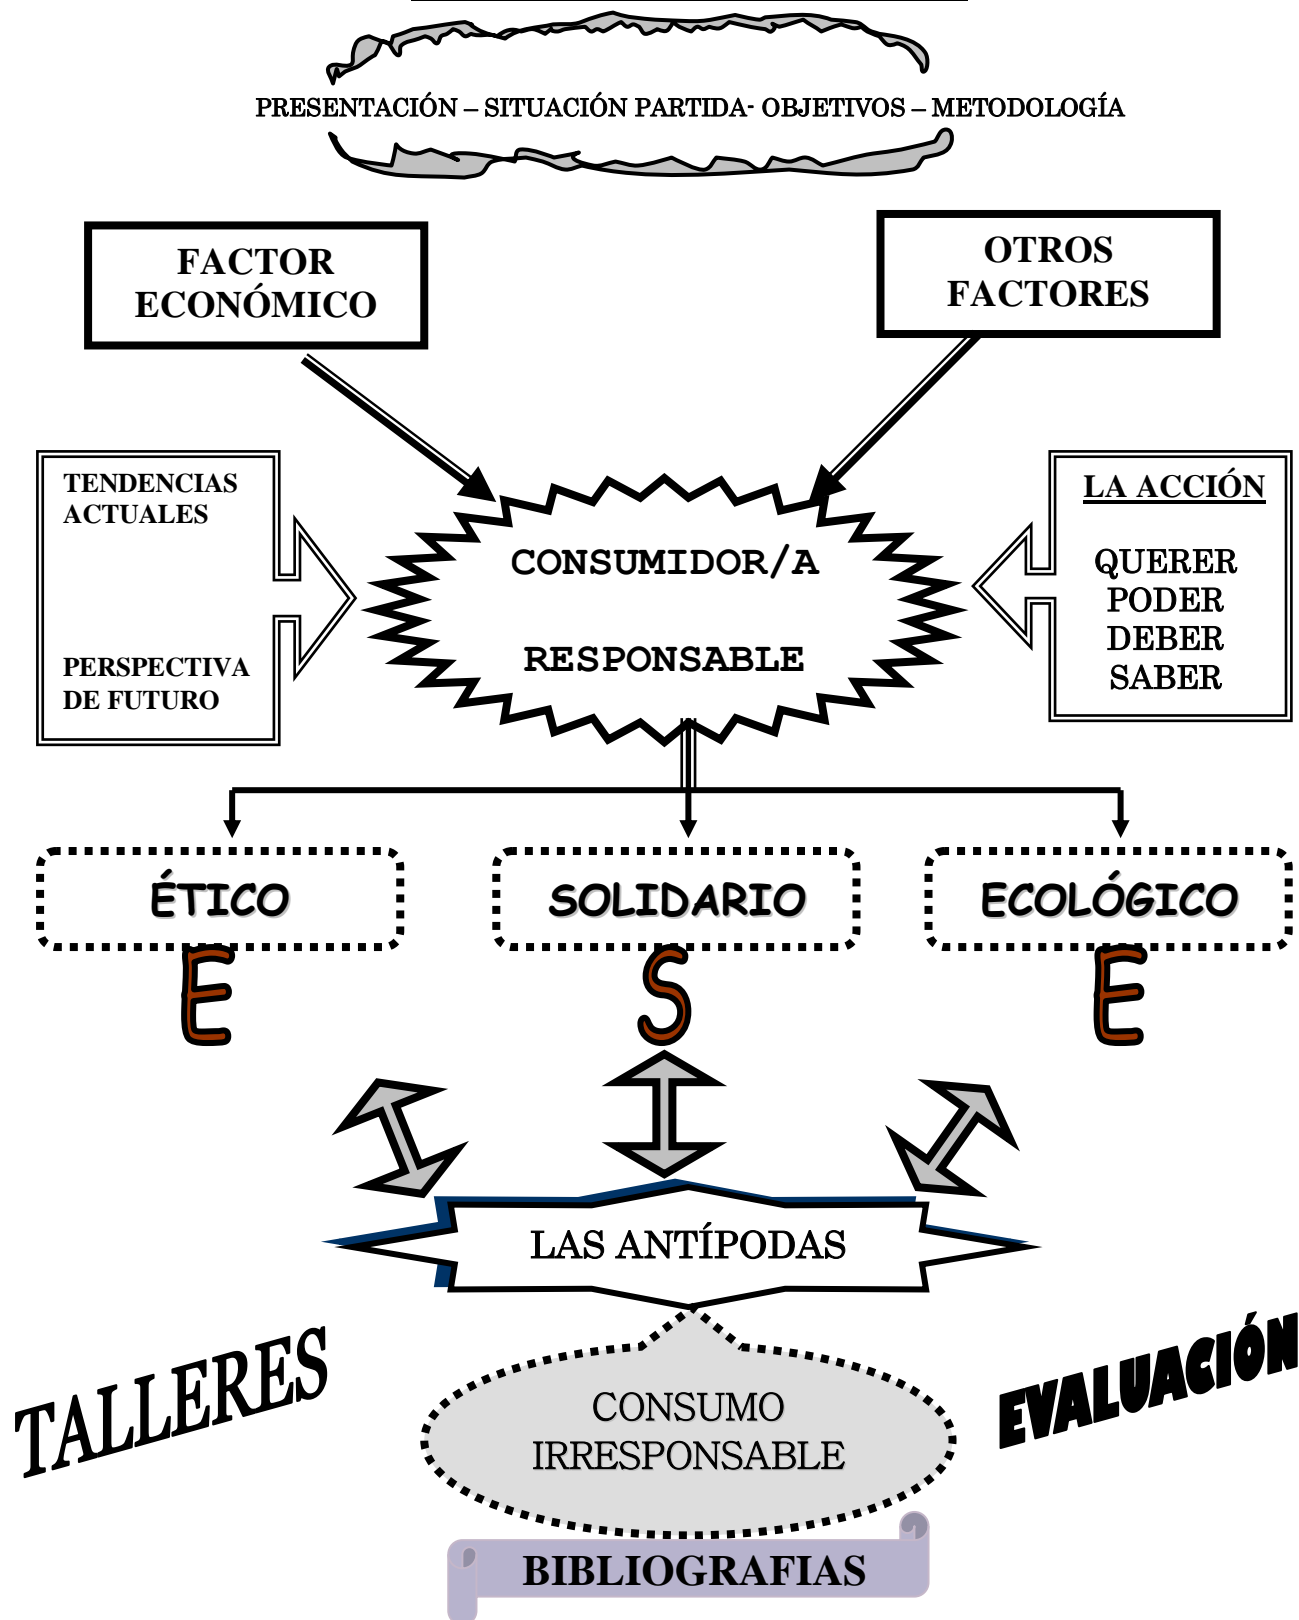 PRESENTACIÓN – SITUACIÓN PARTIDA- OBJETIVOS – METODOLOGÍA
FACTOR
ECONÓMICO
OTROS
FACTORES
TENDENCIAS
ACTUALES
PERSPECTIVA
DE FUTURO
CONSUMIDOR/A
RESPONSABLE
LA ACCIÓN
QUERER
PODER
DEBER
SABER
ÉTICO
SOLIDARIO
ECOLÓGICO
E
S
E
LAS ANTÍPODAS
TALLERES
CONSUMO
IRRESPONSABLE
EVALUACIÓN
BIBLIOGRAFIAS